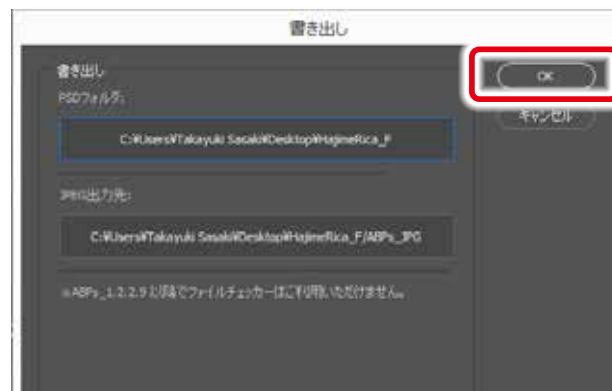 書き出し
書き出し
PSDフォルダ:
C:¥Users¥Takayuki Sasaki¥Desktop¥HajimeRica_F
JPEG出力先:
C:¥Users¥Takayuki Sasaki¥Desktop¥HajimeRica_F/ABPs_JPG
※ABPs_1.2.2.9以降でファイルチェッカーはご利用いただけません。
OK
キャンセル